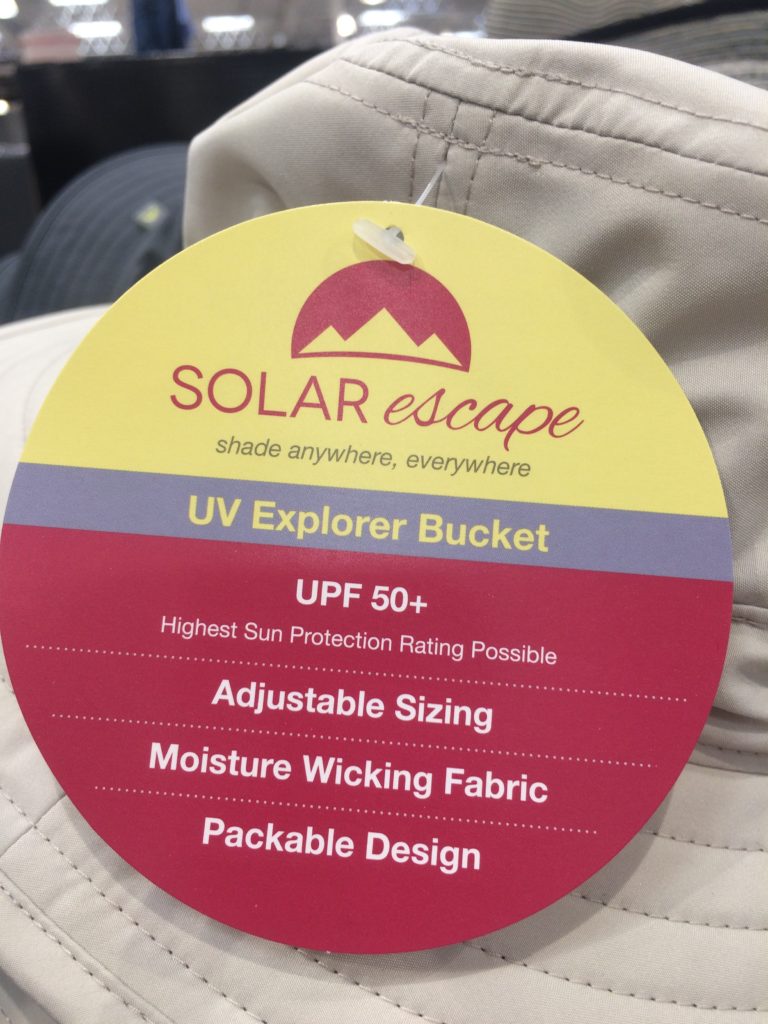 SOLAR escape
shade anywhere, everywhere
UV Explorer Bucket
UPF 50+
Highest Sun Protection Rating Possible
Adjustable Sizing
Moisture Wicking Fabric
Packable Design